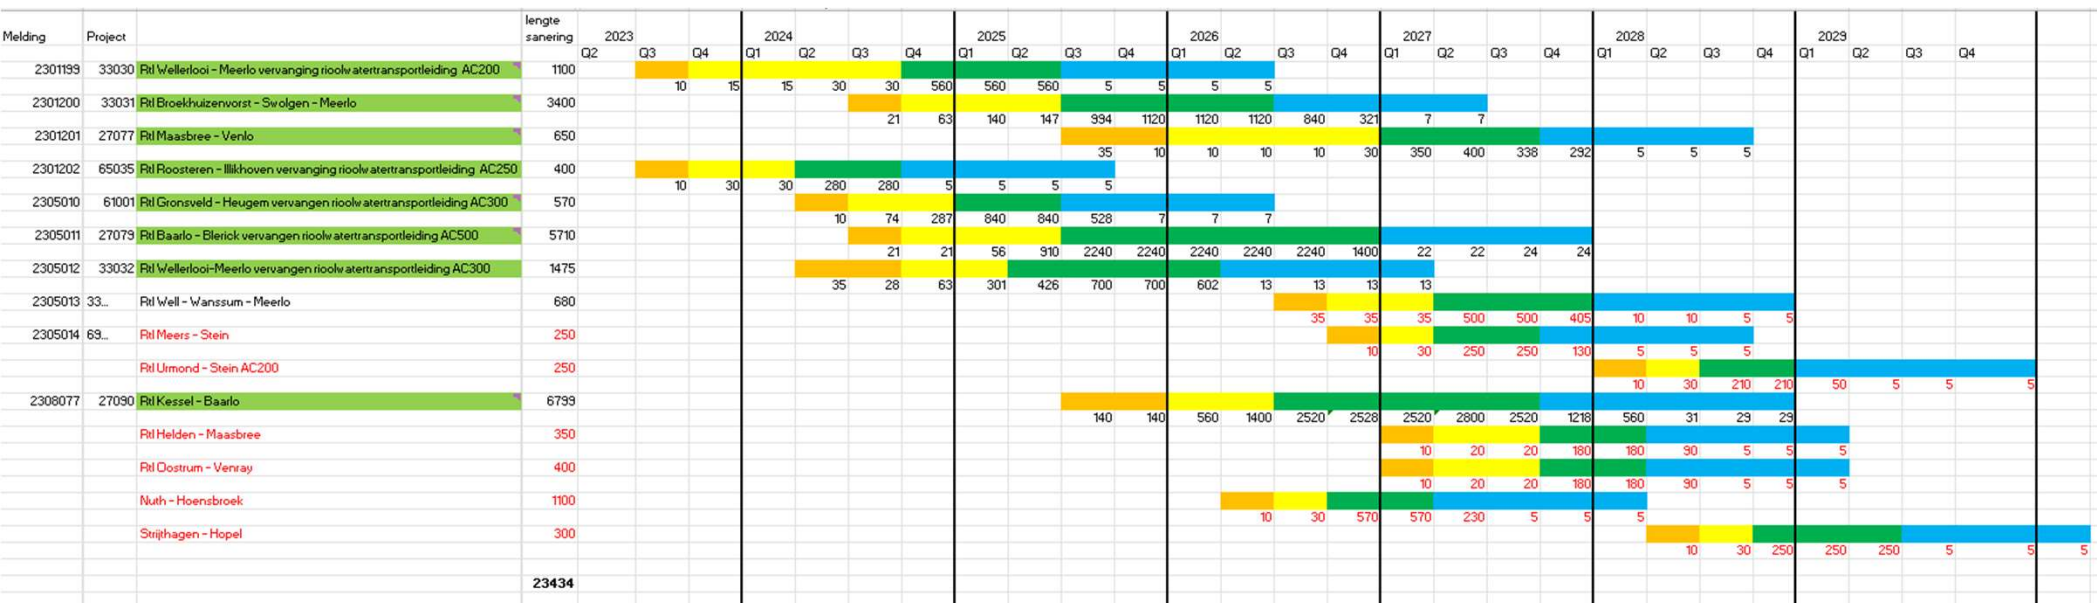 lengte
Melding Project sanering 2023 2024 2025 2026 2027 2028 2029
Q2 Q3 Q4 Q1 Q2 Q3 Q4 Q1 Q2 Q3 Q4 Q1 Q2 Q3 Q4 Q1 Q2 Q3 Q4 Q1 Q2 Q3 Q4 Q1 Q2 Q3 Q4
2301199 33030 Rtl Wellerlooi - Meerlo vervanging rioolwatertransportleiding AC200 1100
10 15 15 30 30 560 560 560 5 5 5 5
2301200 33031 Rtl Broekhuizenvorst - Swolgen - Meerlo 3400
21 63 140 147 994 1120 1120 1120 840 321 7 7
2301201 27077 Rtl Maasbree - Venlo 650
35 10 10 10 10 30 350 400 338 292 5 5 5
2301202 65035 Rtl Roosteren - Illikhoven vervanging rioolwatertransportleiding AC250 400
10 30 30 280 280 5 5 5 5
2305010 61001 Rtl Gronsveld - Heugem vervangen rioolwatertransportleiding AC300 570
10 74 287 840 840 528 7 7 7
2305011 27079 Rtl Baarlo - Blerick vervangen rioolwatertransportleiding AC500 5710
21 21 56 910 2240 2240 2240 2240 2240 1400 22 22 24 24
2305012 33032 Rtl Wellerlooi-Meerlo vervangen rioolwatertransportleiding AC300 1475
35 28 63 301 426 700 700 602 13 13 13 13
2305013 33... Rtl Well - Wanssum - Meerlo 680
35 35 35 500 500 405 10 10 5 5
2305014 69... Rtl Meers - Stein 250
10 30 250 250 130 5 5 5
Rtl Urmond - Stein AC200 250
10 30 210 210 50 5 5 5
2308077 27090 Rtl Kessel - Baarlo 6799
140 140 560 1400 2520 2528 2520 2800 2520 1218 560 31 29 29
Rtl Helden - Maasbree 350
10 20 20 180 180 90 5 5 5
Rtl Oostrum - Venray 400
10 20 20 180 180 90 5 5 5
Nuth - Hoensbroek 1100
10 30 570 570 230 5 5 5
Strijthagen - Hopel 300
10 30 250 250 250 5 5 5
23434